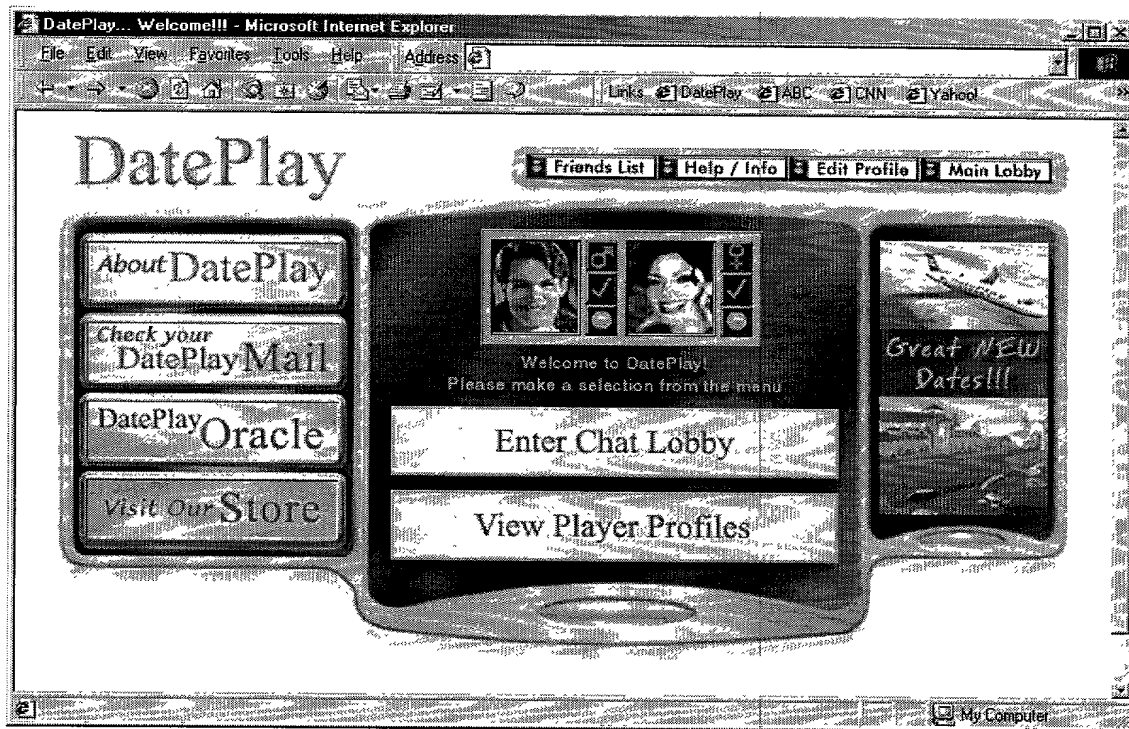 DatePlay... Welcome!!! - Microsoft Internet Explorer
File Edit View Favorites Tools Help Address
Links DatePlay ABC CNN Yahoo! »
DatePlay
Friends List Help / Info Edit Profile Main Lobby
About DatePlay
Check your
DatePlay Mail
DatePlay Oracle
Visit Our Store
Welcome to DatePlay!
Please make a selection from the menu
Enter Chat Lobby
View Player Profiles
Great NEW
Dates!!!
My Computer